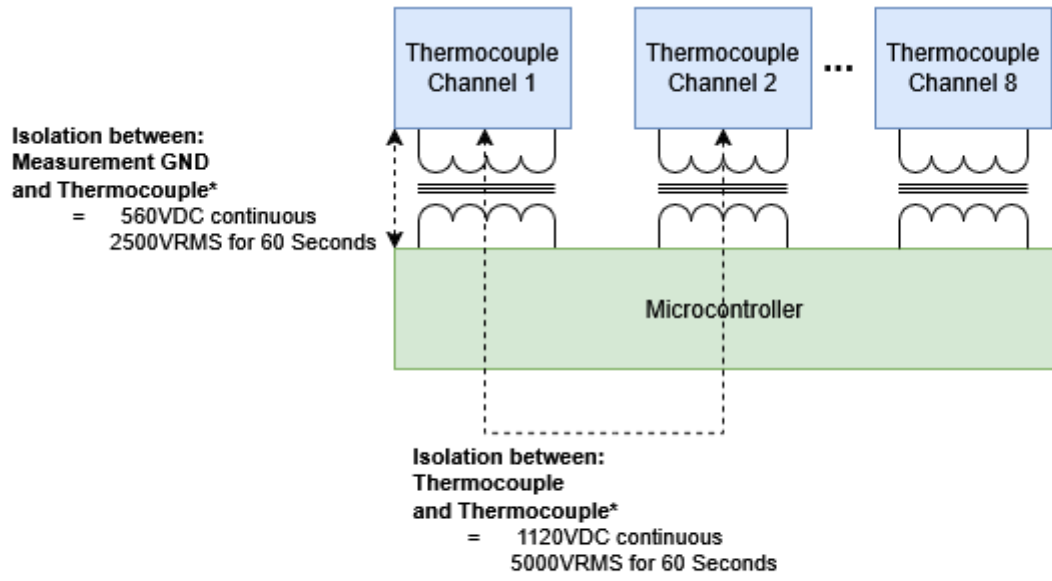 Thermocouple
Channel 1
Thermocouple
Channel 2
...
Thermocouple
Channel 8
Isolation between:
Measurement GND
and Thermocouple*
= 560VDC continuous
2500VRMS for 60 Seconds
Microcontroller
Isolation between:
Thermocouple
and Thermocouple*
= 1120VDC continuous
5000VRMS for 60 Seconds